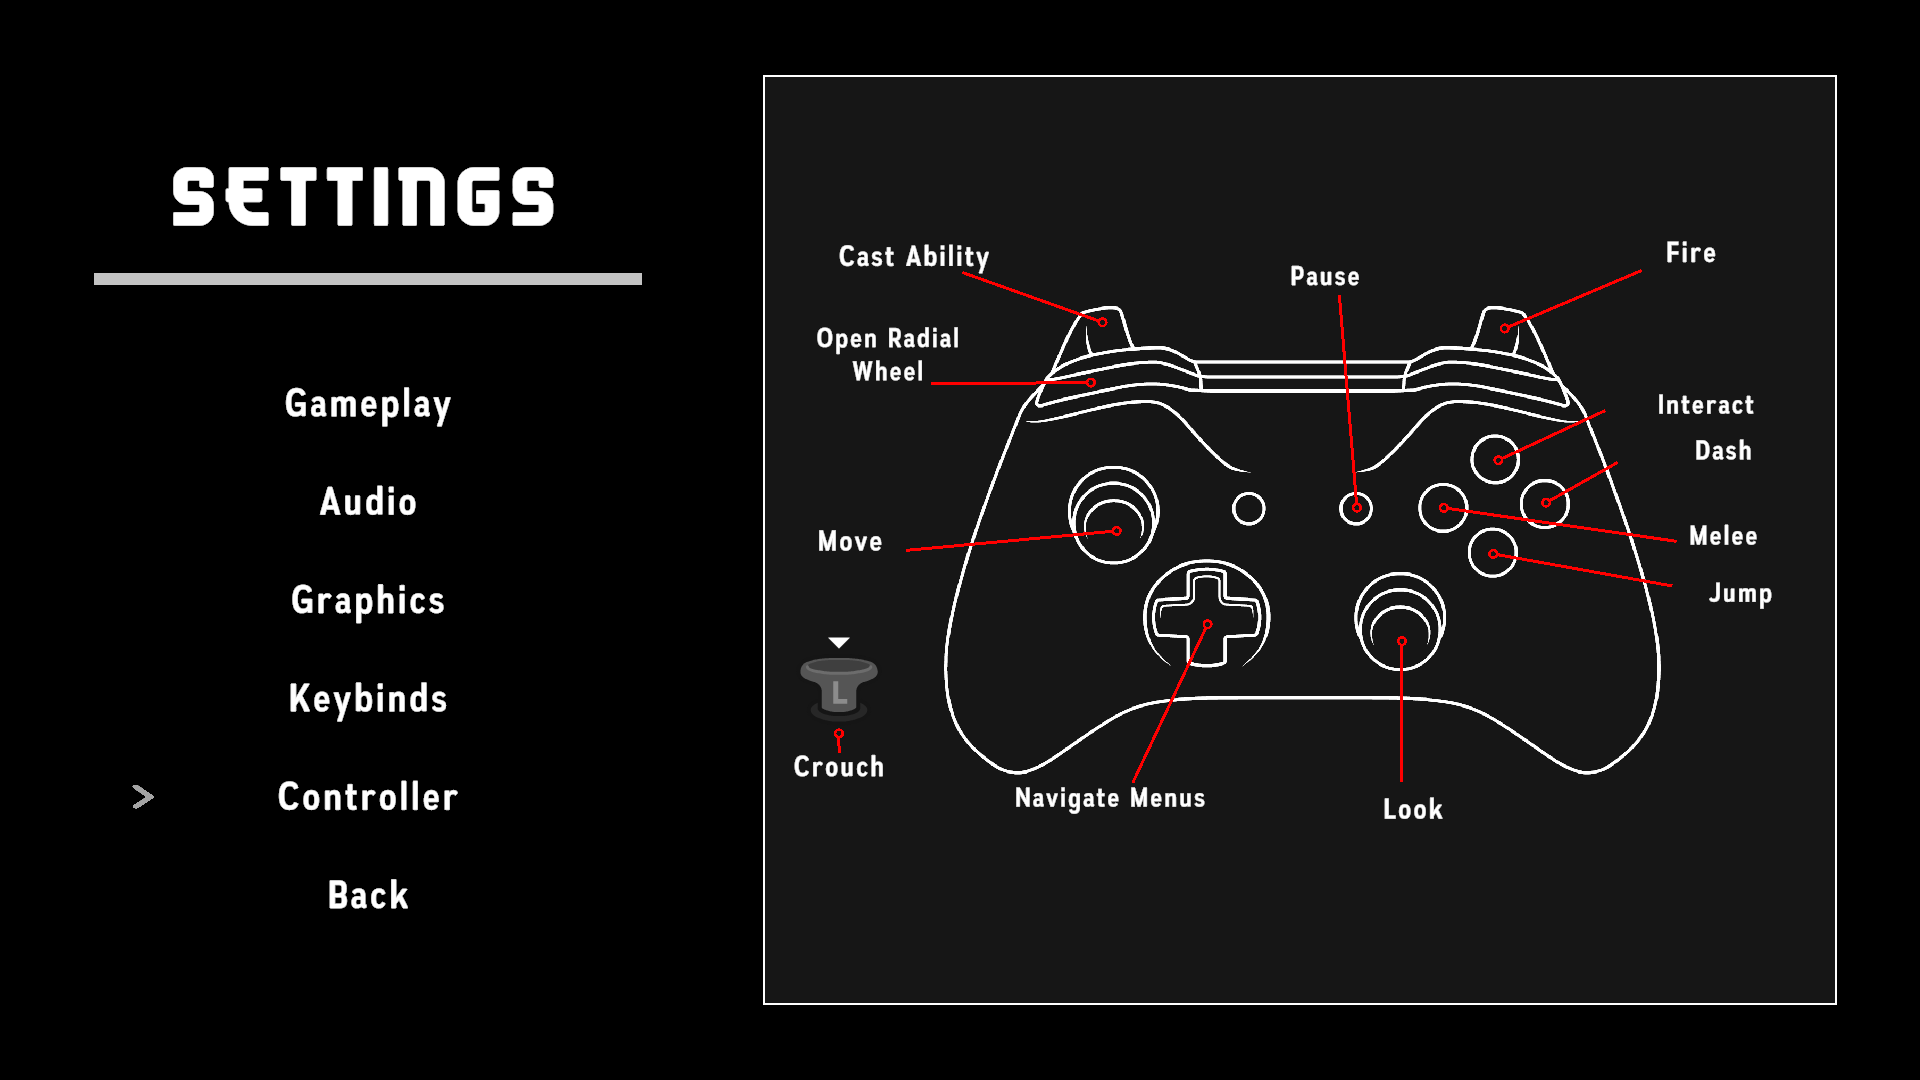 SETTINGS
Gameplay
Audio
Graphics
Keybinds
Controller
Back
Cast Ability
Open Radial
Wheel
Move
L
Crouch
Navigate Menus
Pause
Look
Fire
Interact
Dash
Melee
Jump